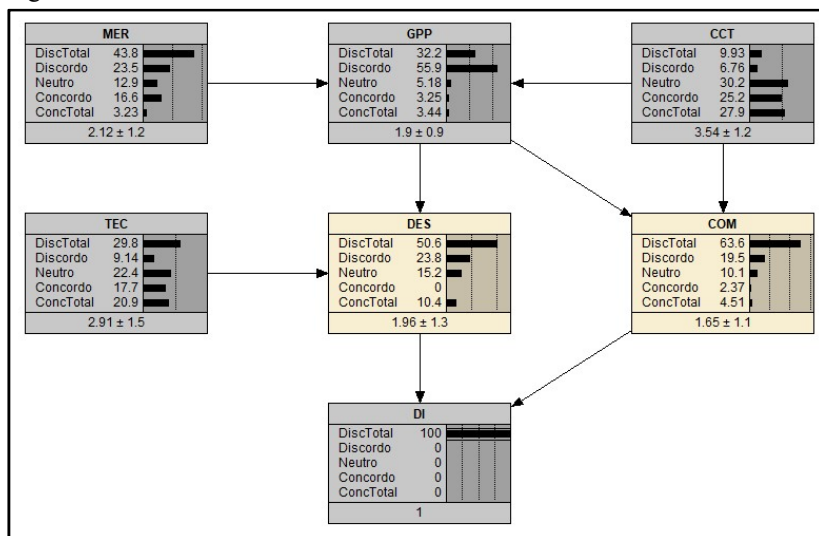 MER
DiscTotal 43.8
Discordo 23.5
Neutro 12.9
Concordo 16.6
ConcTotal 3.23
2.12 ± 1.2
GPP
DiscTotal 32.2
Discordo 55.9
Neutro 5.18
Concordo 3.25
ConcTotal 3.44
1.9 ± 0.9
CCT
DiscTotal 9.93
Discordo 6.76
Neutro 30.2
Concordo 25.2
ConcTotal 27.9
3.54 ± 1.2
TEC
DiscTotal 29.8
Discordo 9.14
Neutro 22.4
Concordo 17.7
ConcTotal 20.9
2.91 ± 1.5
DES
DiscTotal 50.6
Discordo 23.8
Neutro 15.2
Concordo 0
ConcTotal 10.4
1.96 ± 1.3
COM
DiscTotal 63.6
Discordo 19.5
Neutro 10.1
Concordo 2.37
ConcTotal 4.51
1.65 ± 1.1
DI
DiscTotal 100
Discordo 0
Neutro 0
Concordo 0
ConcTotal 0
1